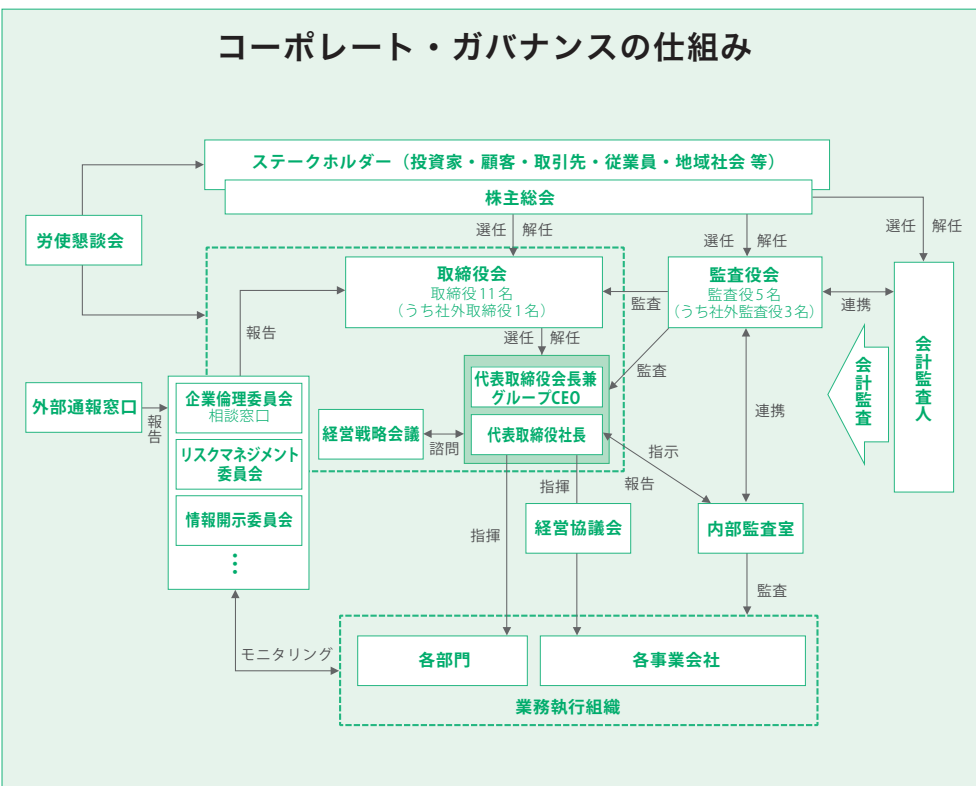 コーポレート・ガバナンスの仕組み
ステークホルダー（投資家・顧客・取引先・従業員・地域社会 等）
株主総会
労使懇談会
選任 解任
選任 解任
選任 解任
取締役会
取締役11名
（うち社外取締役1名）
監査役会
監査役5名
（うち社外監査役3名）
監査
連携
報告
選任 解任
監査
会計監査
会計監査人
代表取締役会長兼
グループCEO
代表取締役社長
外部通報窓口
報告
企業倫理委員会
相談窓口
リスクマネジメント
委員会
情報開示委員会
⋮
経営戦略会議
諮問
連携
指示
報告
指揮
指揮
経営協議会
内部監査室
監査
モニタリング
各部門
各事業会社
業務執行組織